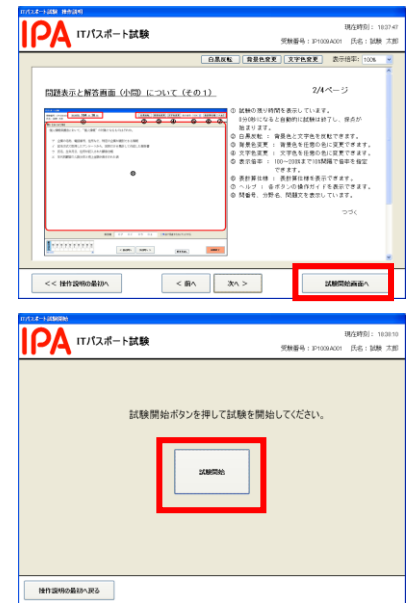 ITパスポート試験 操作説明
IPA ITパスポート試験
現在時刻： 18:37:47
受験番号：IP1009A001 氏名：試験 太郎
白黒反転 背景色変更 文字色変更 表示倍率： 100%
問題表示と解答画面（小問）について（その１）
2/4ページ
① 試験の残り時間を表示しています。
0分0秒になると自動的に試験は終了し、採点が
始まります。
② 白黒反転 ： 背景色と文字色を反転できます。
③ 背景色変更 ： 背景色を任意の色に変更できます。
④ 文字色変更 ： 文字色を任意の色に変更できます。
⑤ 表示倍率 ： 100～200%まで10%間隔で倍率を指定
できます。
⑥ 表計算仕様 ： 表計算仕様を表示できます。
⑦ ヘルプ ： 各ボタンの操作ガイドを表示できます。
⑧ 問番号、分野名、問題文を表示しています。
つづく
<< 操作説明の最初へ
< 前へ
次へ >
試験開始画面へ
ITパスポート試験開始
IPA ITパスポート試験
受験番号：IP1009A001 氏名：試験 太郎
試験開始ボタンを押して試験を開始してください。
試験開始
操作説明の最初へ戻る